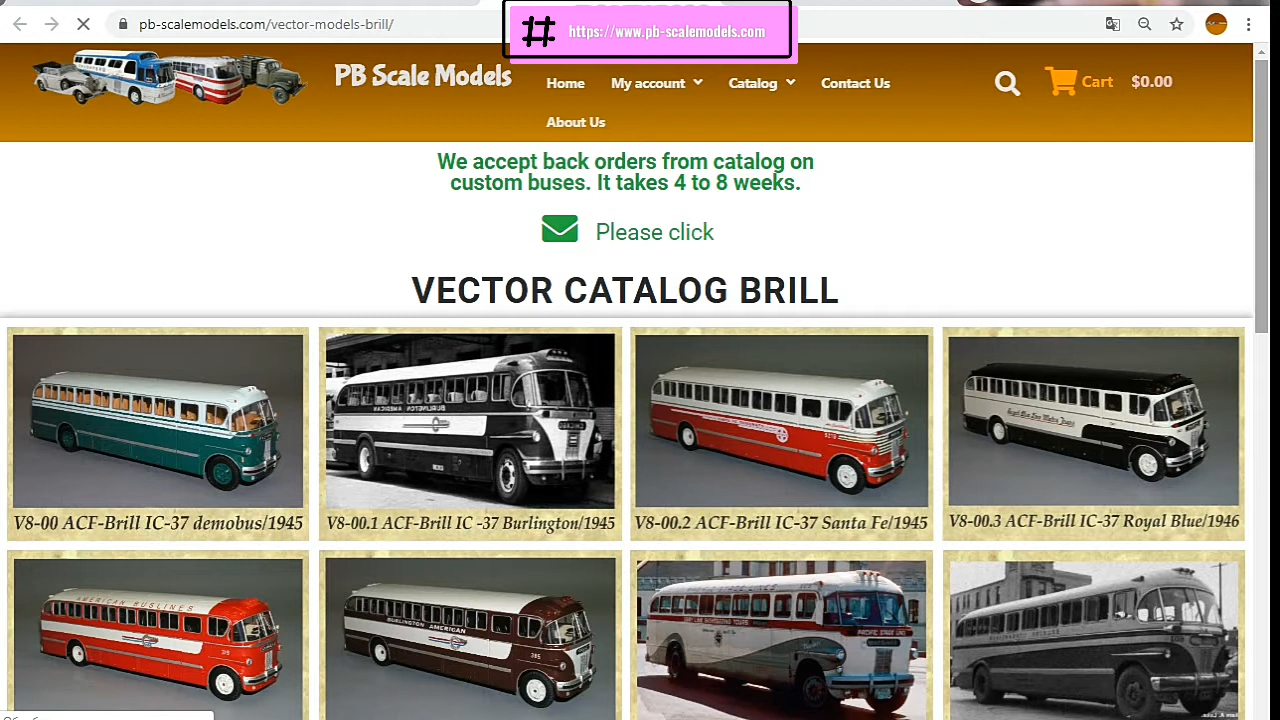 pb-scalemodels.com/vector-models-brill/
https://www.pb-scalemodels.com
PB Scale Models
Home
My account
Catalog
Contact Us
About Us
Cart
$0.00
We accept back orders from catalog on
custom buses. It takes 4 to 8 weeks.
Please click
VECTOR CATALOG BRILL
V8-00 ACF-Brill IC-37 demobus/1945
V8-00.1 ACF-Brill IC -37 Burlington/1945
V8-00.2 ACF-Brill IC-37 Santa Fe/1945
V8-00.3 ACF-Brill IC-37 Royal Blue/1946
AMERICAN BUSLINES
BURLINGTON AMERICAN